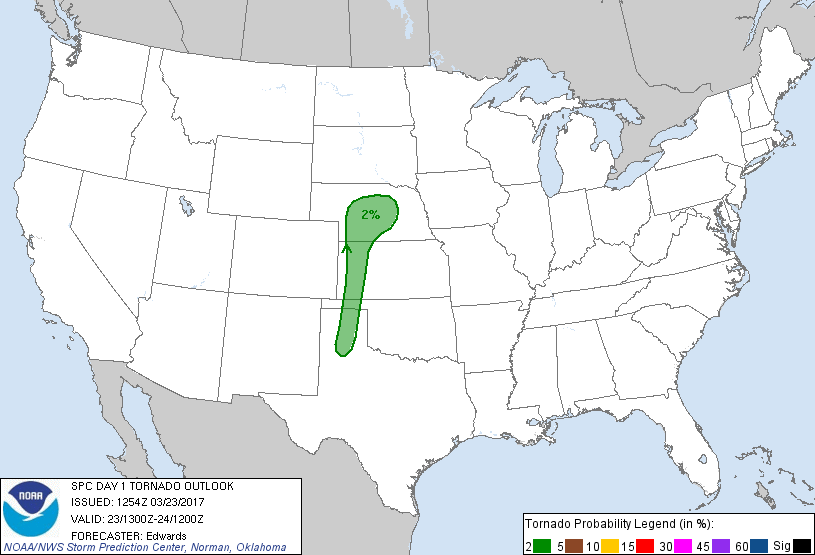 2%
SPC DAY 1 TORNADO OUTLOOK
ISSUED: 1254Z 03/23/2017
VALID: 23/1300Z-24/1200Z
FORECASTER: Edwards
NOAA/NWS Storm Prediction Center, Norman, Oklahoma
NOAA
Tornado Probability Legend (in %):
2 5 10 15 30 45 60 Sig